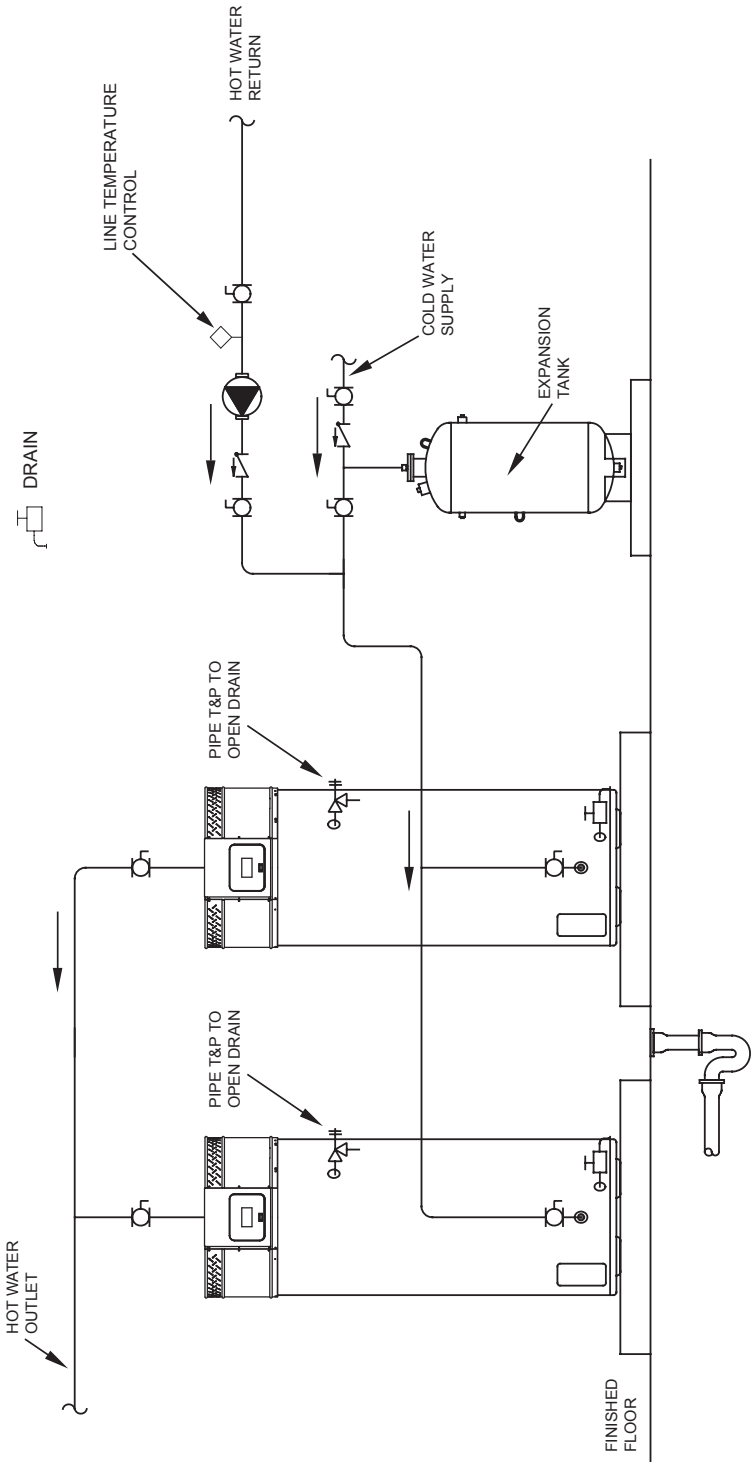 HOT WATER
OUTLET
PIPE T&P TO
OPEN DRAIN
PIPE T&P TO
OPEN DRAIN
DRAIN
LINE TEMPERATURE
CONTROL
HOT WATER
RETURN
COLD WATER
SUPPLY
EXPANSION
TANK
FINISHED
FLOOR